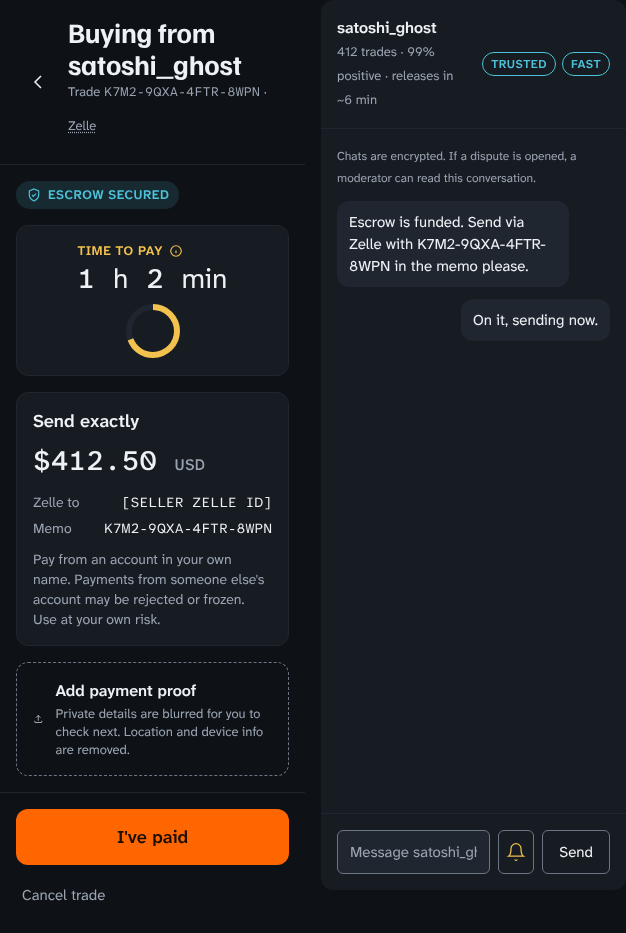 Buying from
satoshi_ghost
Trade K7M2-9QXA-4FTR-8WPN ·
Zelle
ESCROW SECURED
TIME TO PAY
1 h 2 min
Send exactly
$412.50 USD
Zelle to [SELLER ZELLE ID]
Memo K7M2-9QXA-4FTR-8WPN
Pay from an account in your own
name. Payments from someone else's
account may be rejected or frozen.
Use at your own risk.
Add payment proof
Private details are blurred for you to
check next. Location and device info
are removed.
I've paid
Cancel trade
satoshi_ghost
412 trades · 99%
positive · releases in
~6 min
TRUSTED
FAST
Chats are encrypted. If a dispute is opened, a
moderator can read this conversation.
Escrow is funded. Send via
Zelle with K7M2-9QXA-4FTR-
8WPN in the memo please.
On it, sending now.
Message satoshi_gh
Send